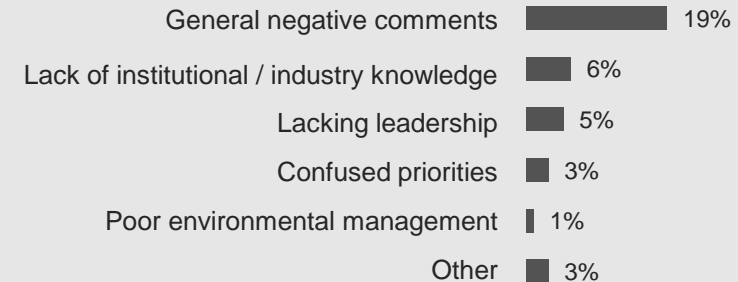 General negative comments 19%
Lack of institutional / industry knowledge 6%
Lacking leadership 5%
Confused priorities 3%
Poor environmental management 1%
Other 3%